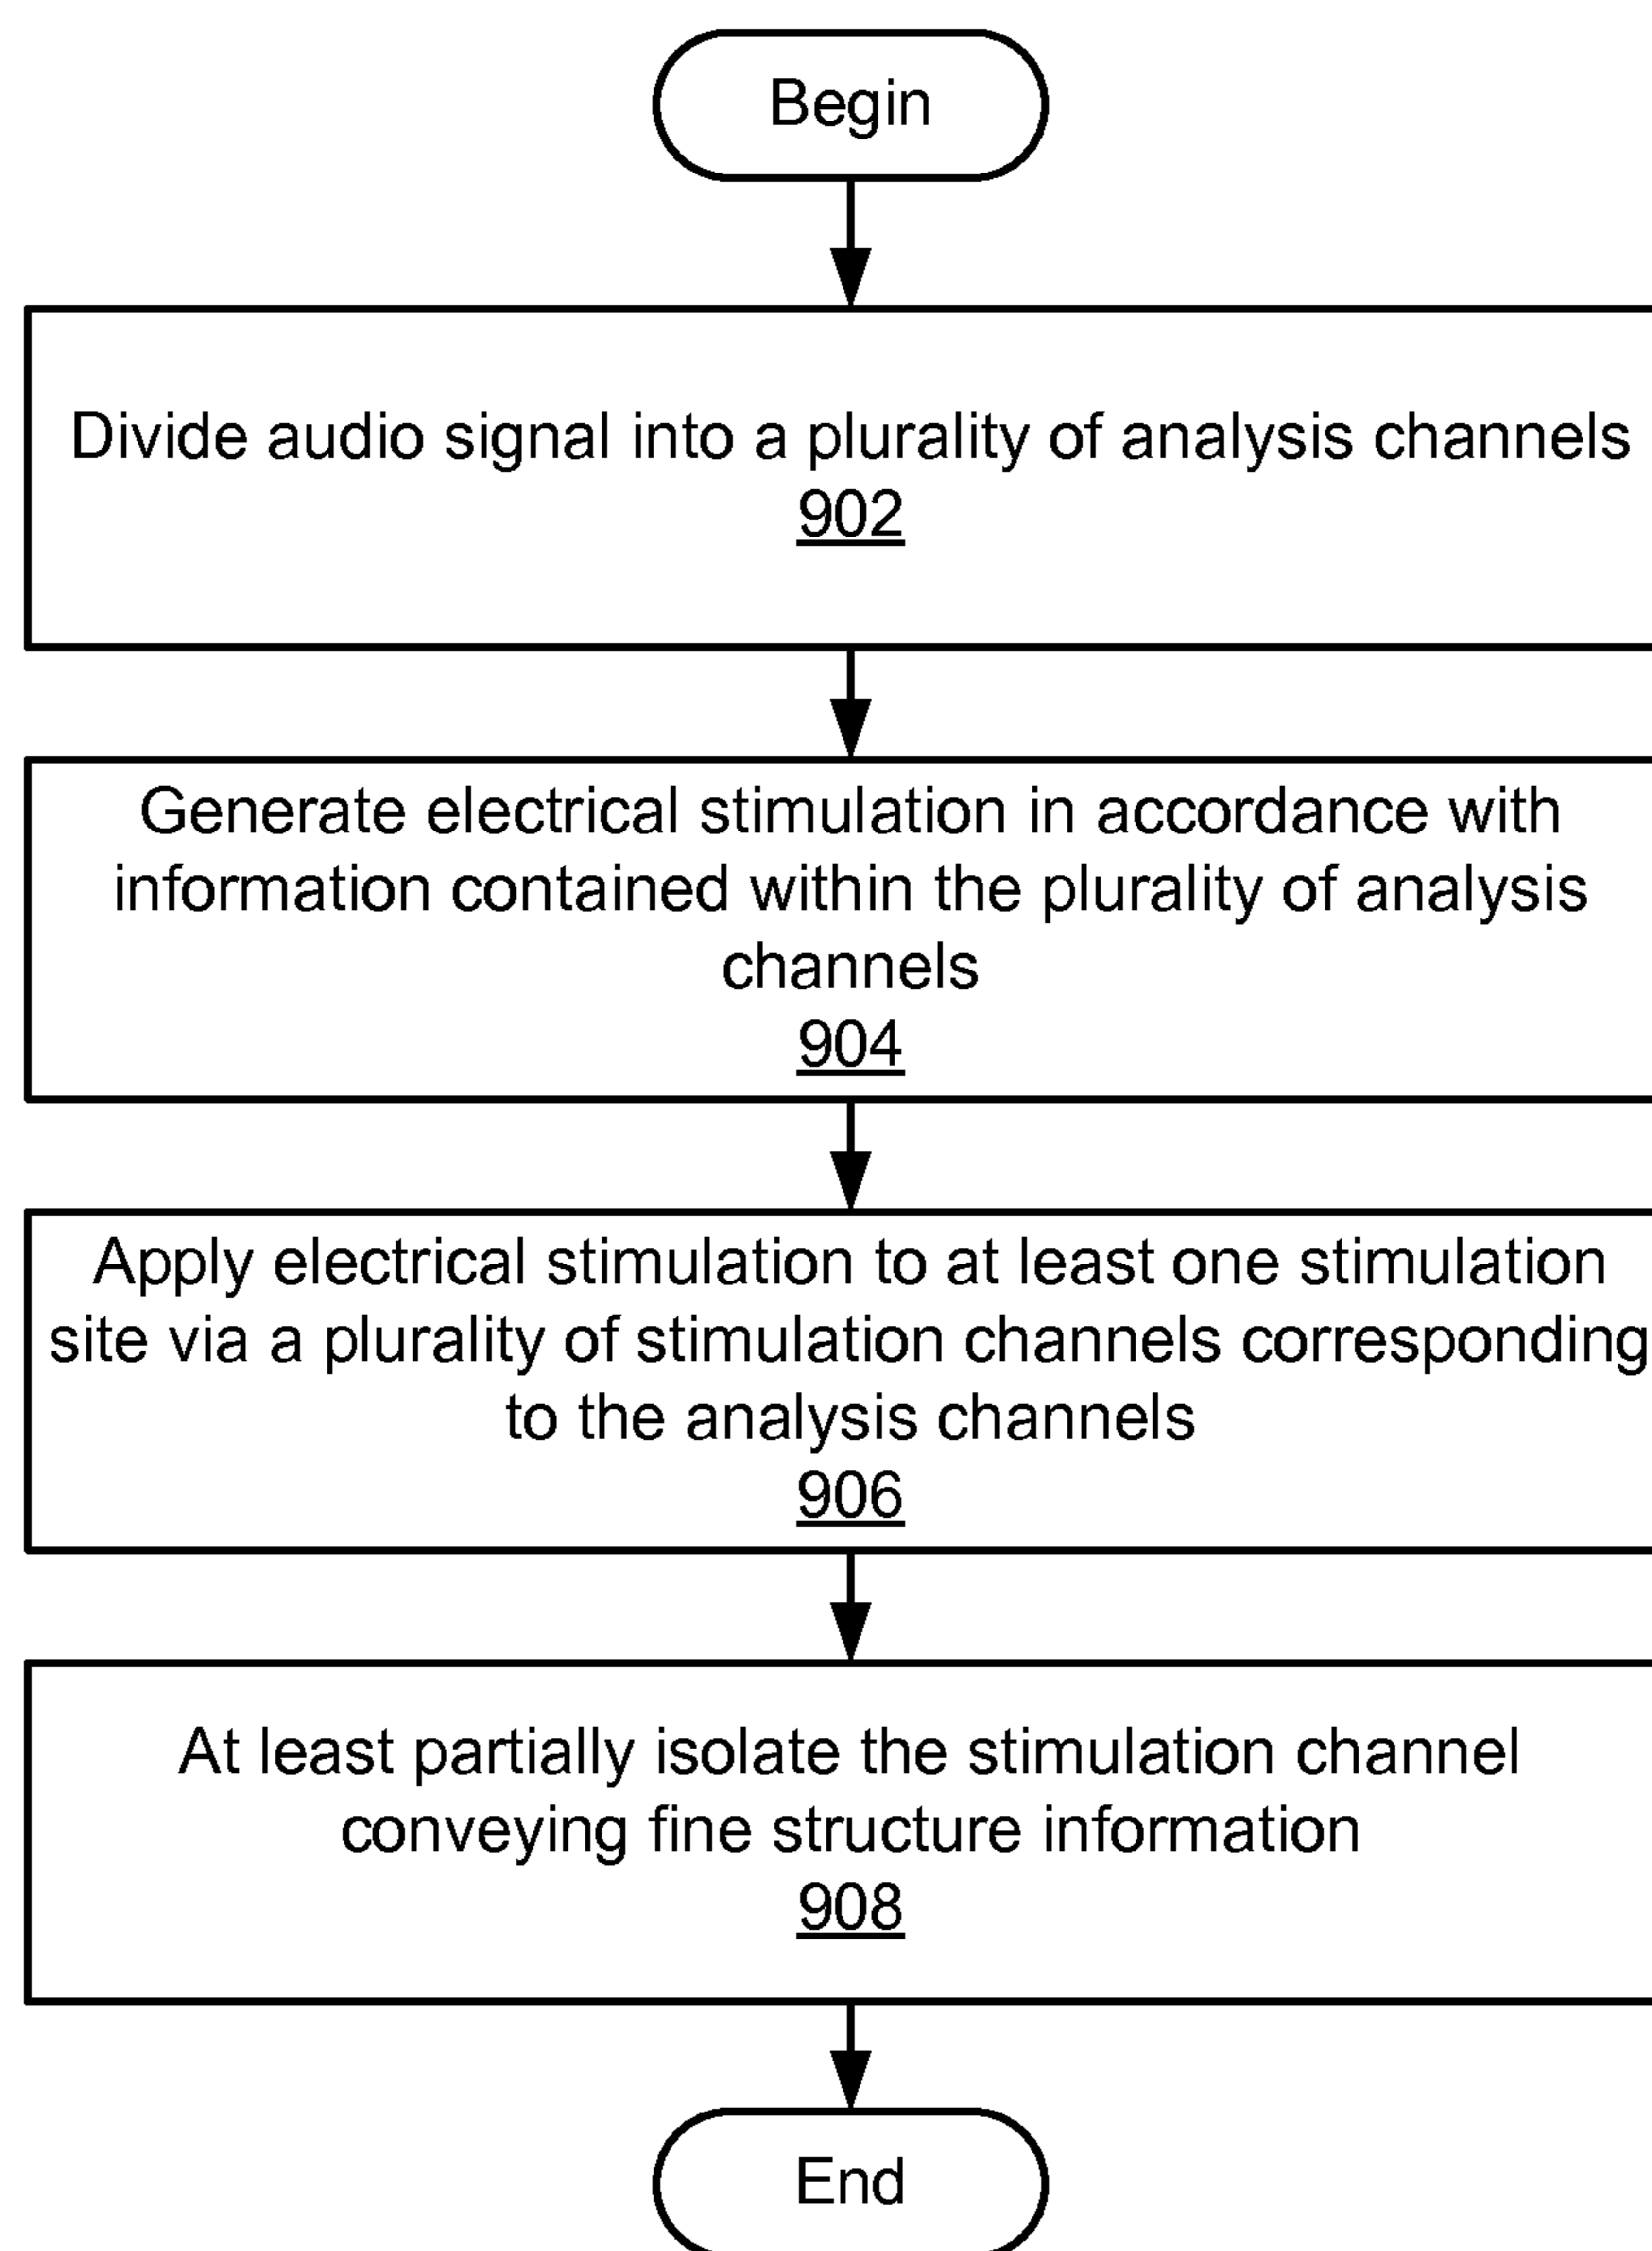 Begin
Divide audio signal into a plurality of analysis channels
902
Generate electrical stimulation in accordance with
information contained within the plurality of analysis
channels
904
Apply electrical stimulation to at least one stimulation
site via a plurality of stimulation channels corresponding
to the analysis channels
906
At least partially isolate the stimulation channel
conveying fine structure information
908
End